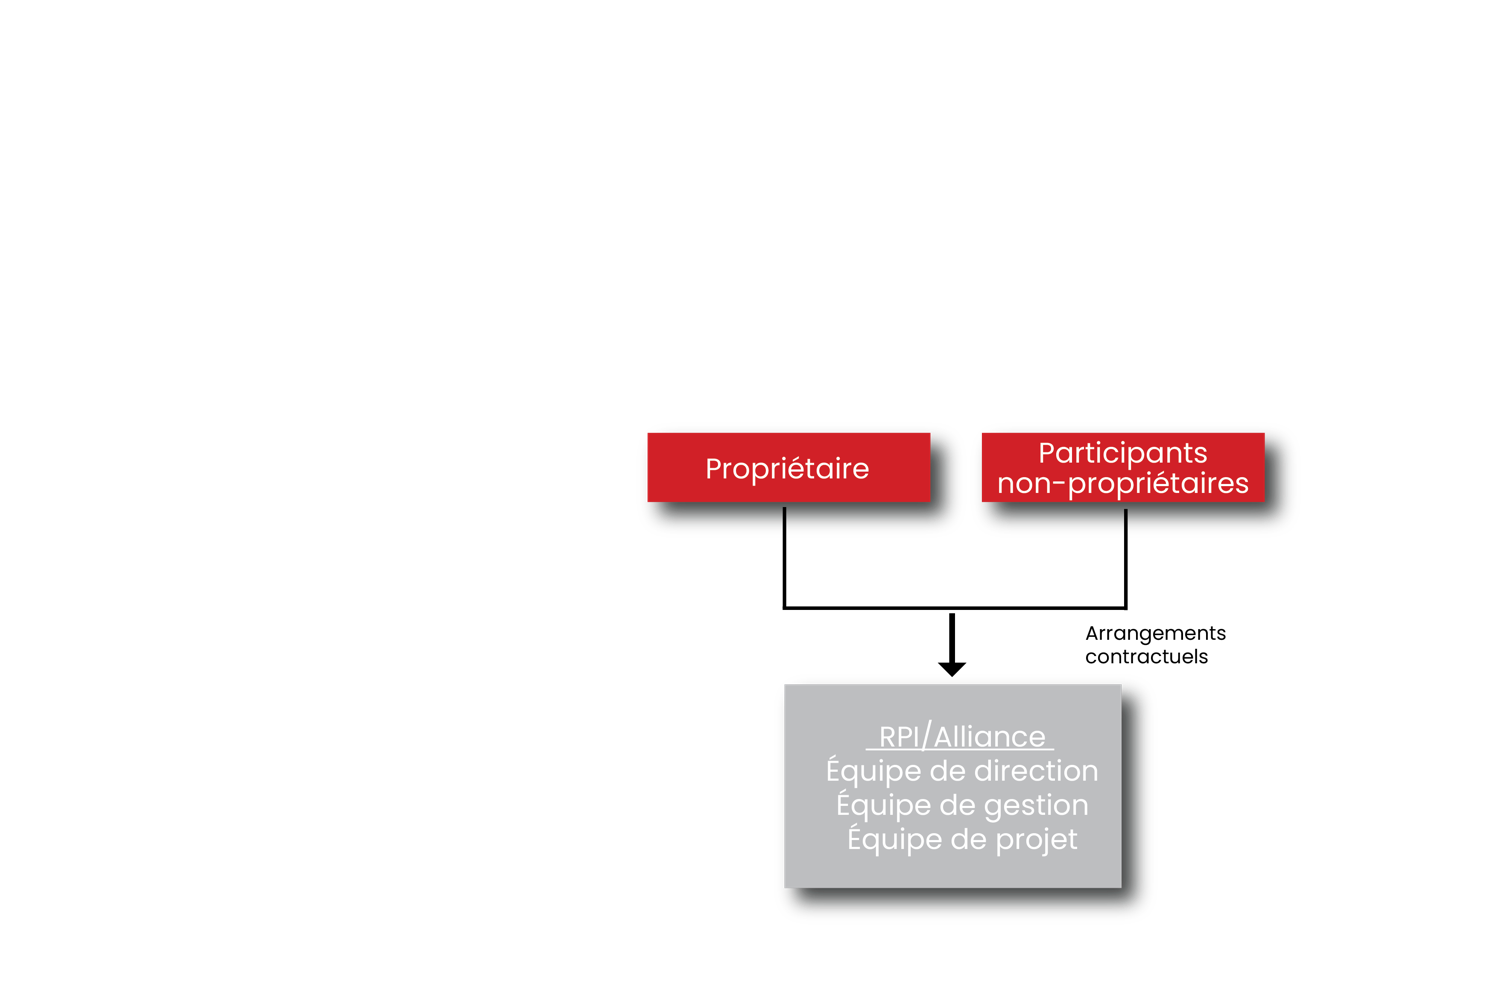 Propriétaire
Participants
non-propriétaires
Arrangements
contractuels
RPI/Alliance
Équipe de direction
Équipe de gestion
Équipe de projet